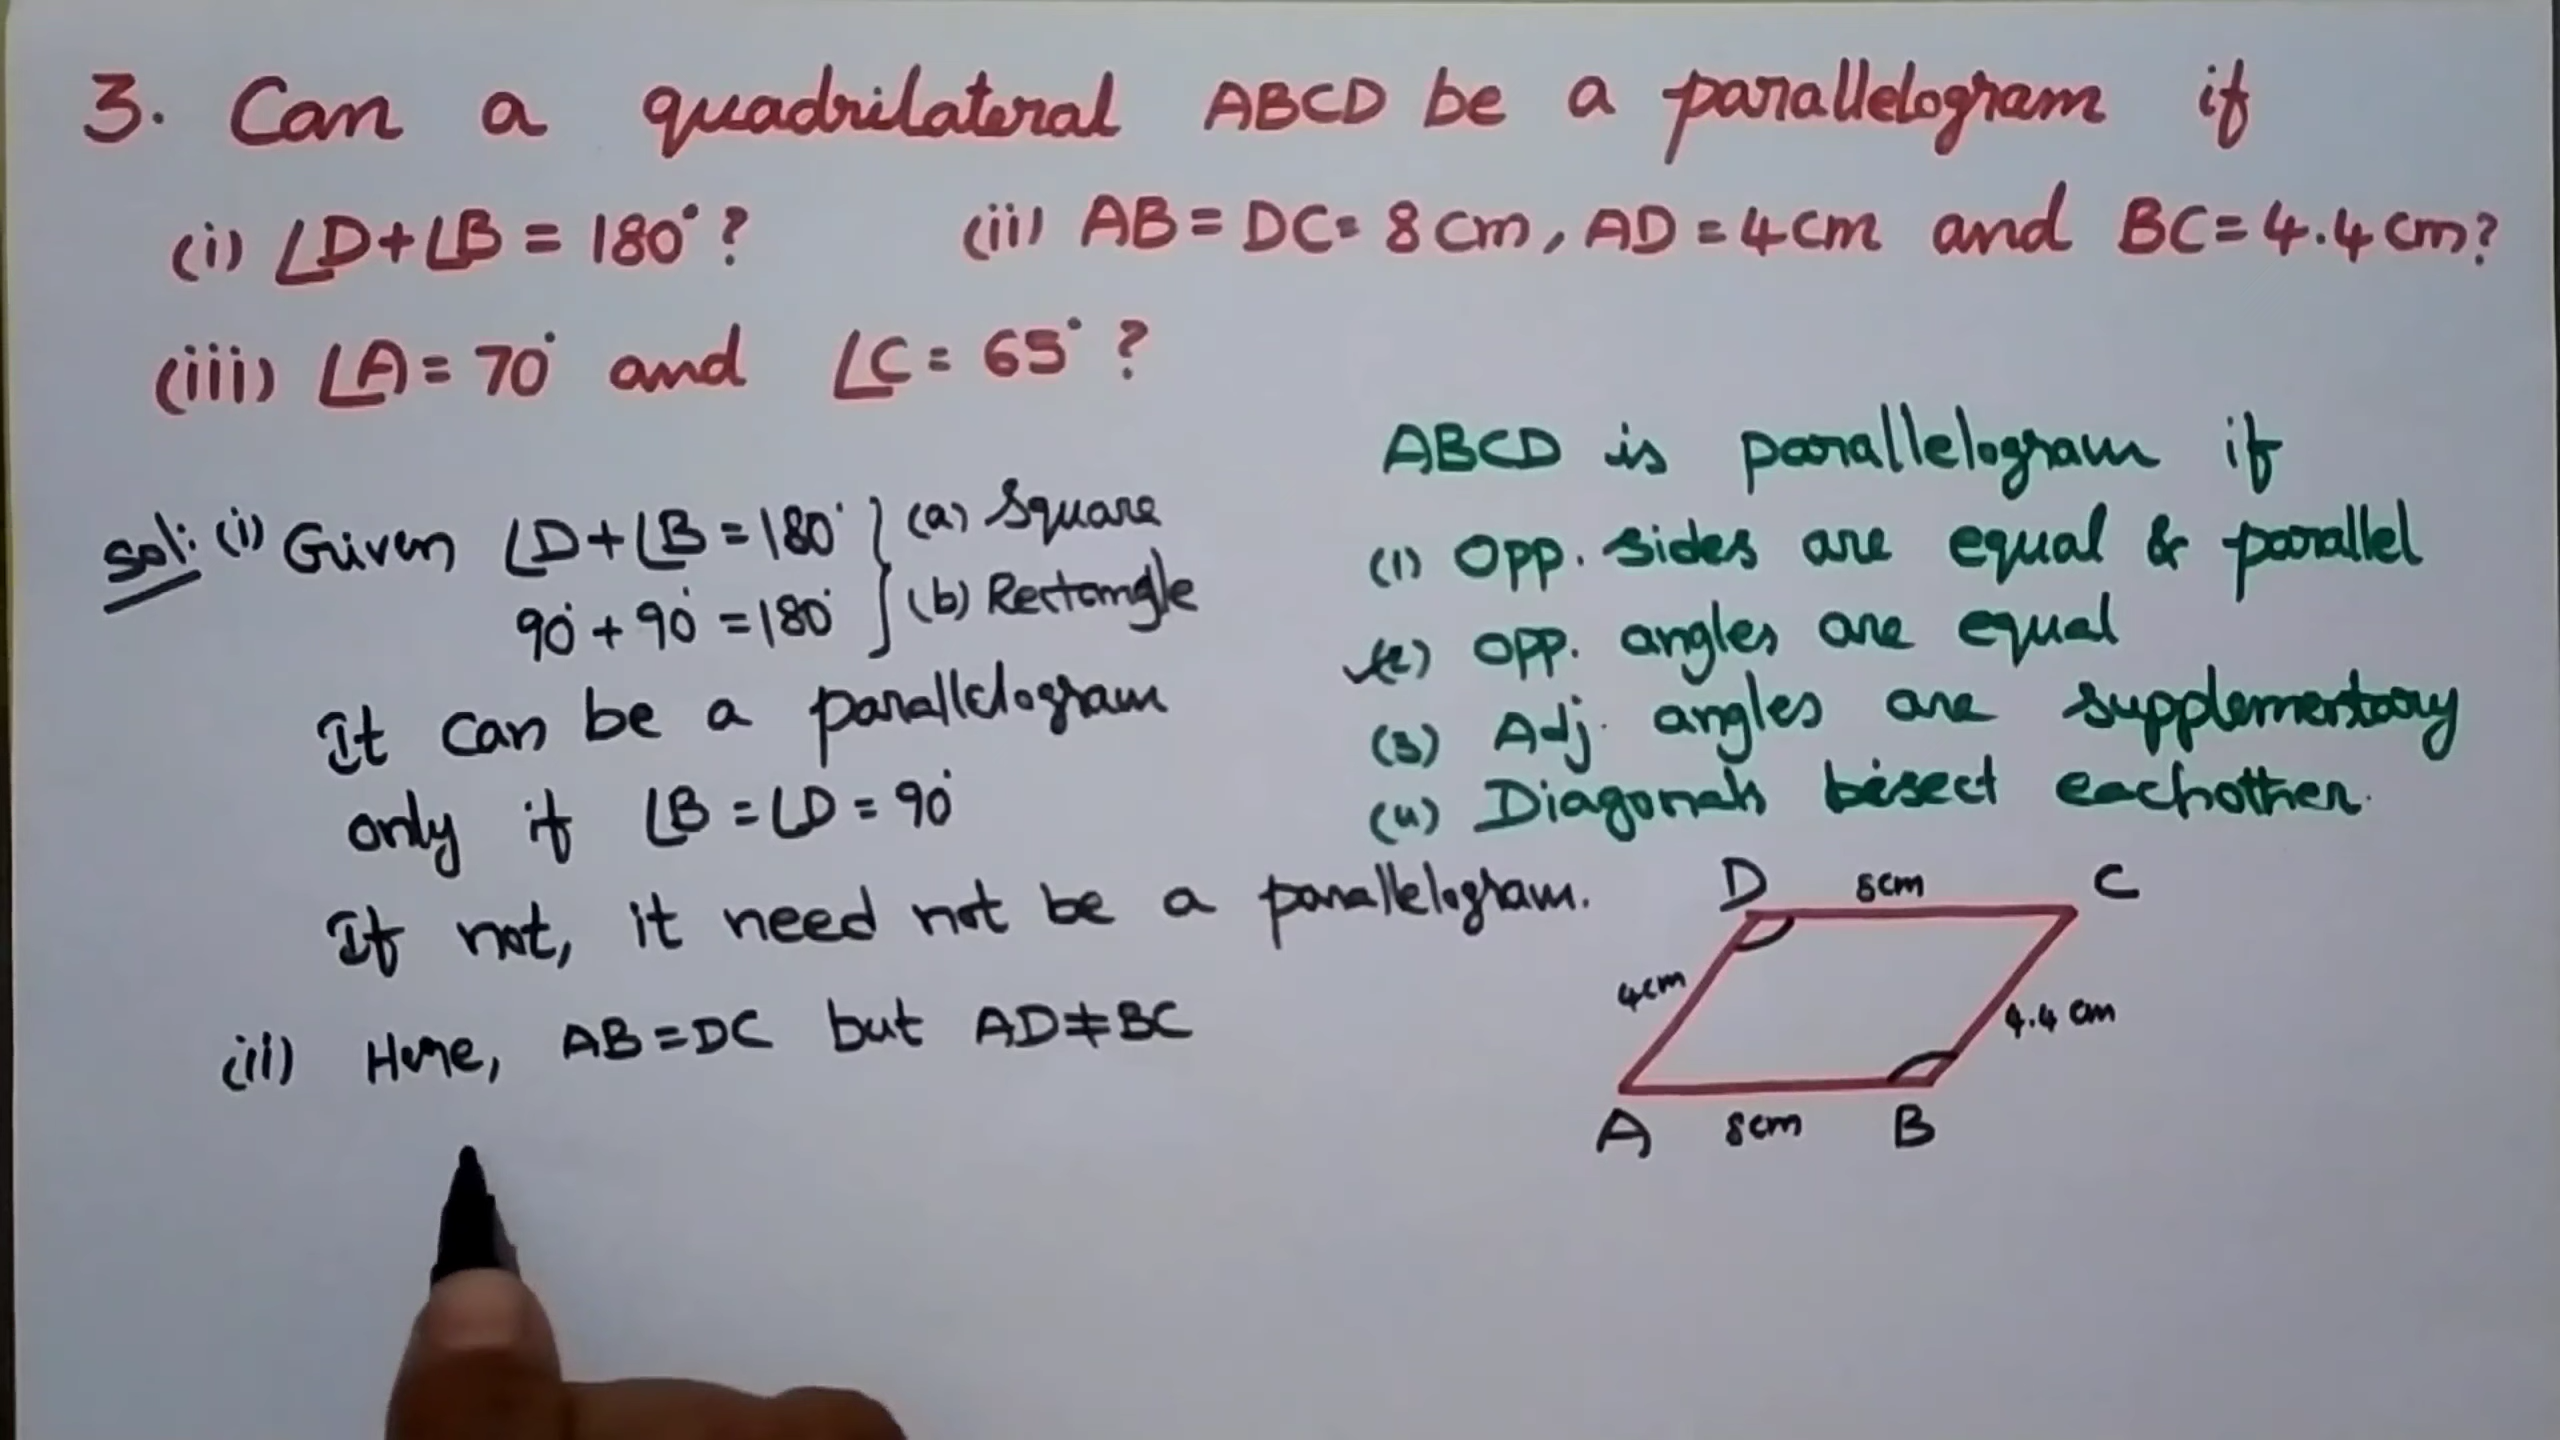 3. Can a quadrilateral ABCD be a parallelogram if
(i) ∠D+∠B = 180° ? (ii) AB = DC = 8 cm, AD = 4 cm and BC = 4.4 cm?
(iii) ∠A = 70° and ∠C = 65° ?
Sol: (i) Given ∠D+∠B = 180° } (a) Square
90° + 90° = 180° (b) Rectangle
It can be a parallelogram
only if ∠B = ∠D = 90°
If not, it need not be a parallelogram.
(ii) Here, AB = DC but AD ≠ BC
ABCD is parallelogram if
(1) Opp. sides are equal & parallel
(2) Opp. angles are equal
(3) Adj. angles are supplementary
(4) Diagonals bisect eachother.
D 8cm C
4cm 4.4 cm
A 8cm B